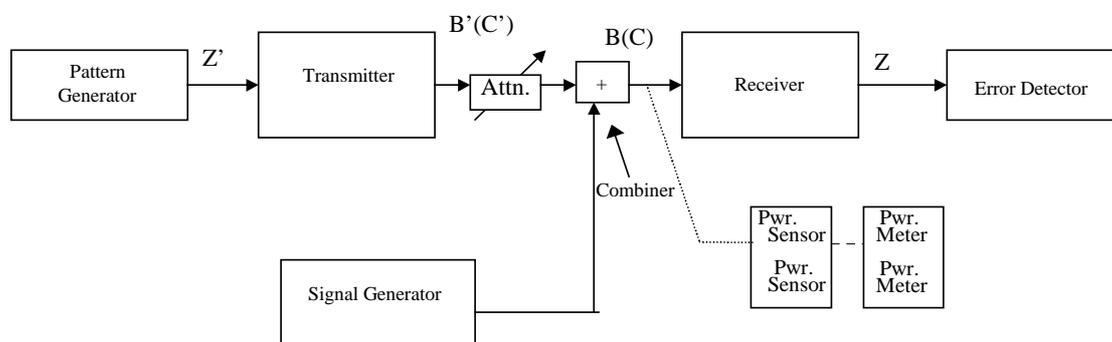 B’(C’)
B(C)
Z’
Z
Pattern
Generator
Transmitter
Attn.
+
Receiver
Error Detector
Combiner
Pwr.
Sensor
Pwr.
Sensor
Pwr.
Meter
Pwr.
Meter
Signal Generator